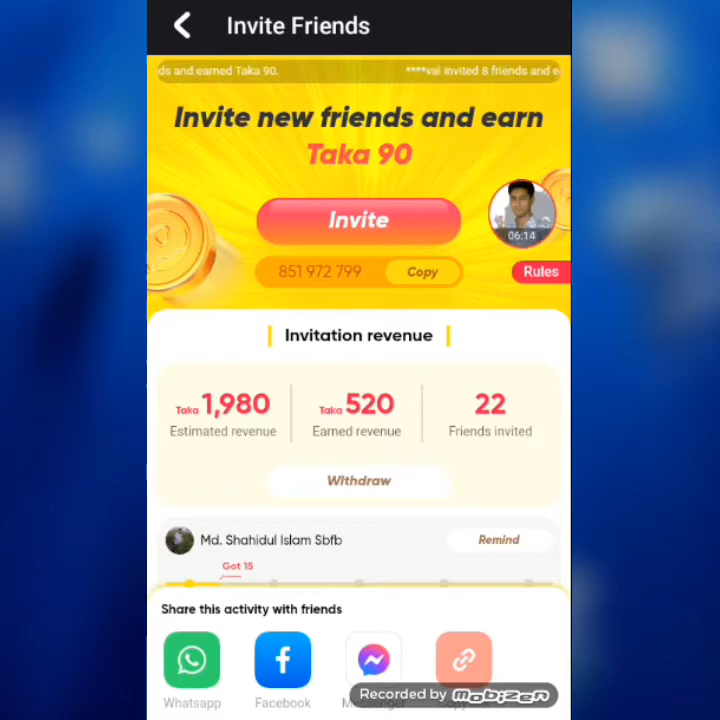 Invite Friends
ds and earned Taka 90. ****val invited 8 friends and e
Invite new friends and earn
Taka 90
Invite
06:14
851 972 799 Copy
Rules
Invitation revenue
Taka 1,980 Taka 520 22
Estimated revenue Earned revenue Friends invited
Withdraw
Md. Shahidul Islam Sbfb Remind
Got 15
Share this activity with friends
Recorded by mobizen
Whatsapp Facebook